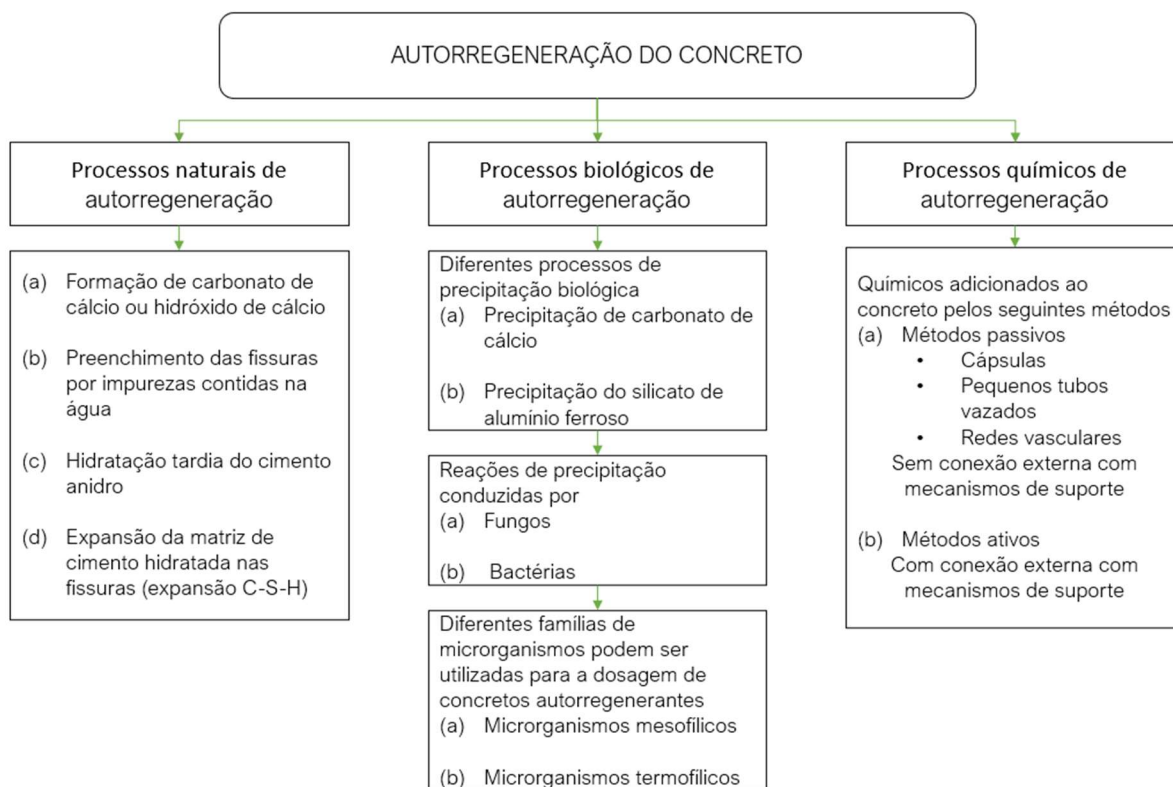 AUTORREGENERAÇÃO DO CONCRETO
Processos naturais de
autorregeneração
(a) Formação de carbonato de
cálcio ou hidróxido de cálcio
(b) Preenchimento das fissuras
por impurezas contidas na
água
(c) Hidratação tardia do cimento
anidro
(d) Expansão da matriz de
cimento hidratada nas
fissuras (expansão C-S-H)
Processos biológicos de
autorregeneração
Diferentes processos de
precipitação biológica
(a) Precipitação de carbonato de
cálcio
(b) Precipitação do silicato de
alumínio ferroso
Reações de precipitação
conduzidas por
(a) Fungos
(b) Bactérias
Diferentes famílias de
microrganismos podem ser
utilizadas para a dosagem de
concretos autorregenerantes
(a) Microrganismos mesofílicos
(b) Microrganismos termofílicos
Processos químicos de
autorregeneração
Químicos adicionados ao
concreto pelos seguintes métodos
(a) Métodos passivos
• Cápsulas
• Pequenos tubos
vazados
• Redes vasculares
Sem conexão externa com
mecanismos de suporte
(b) Métodos ativos
Com conexão externa com
mecanismos de suporte